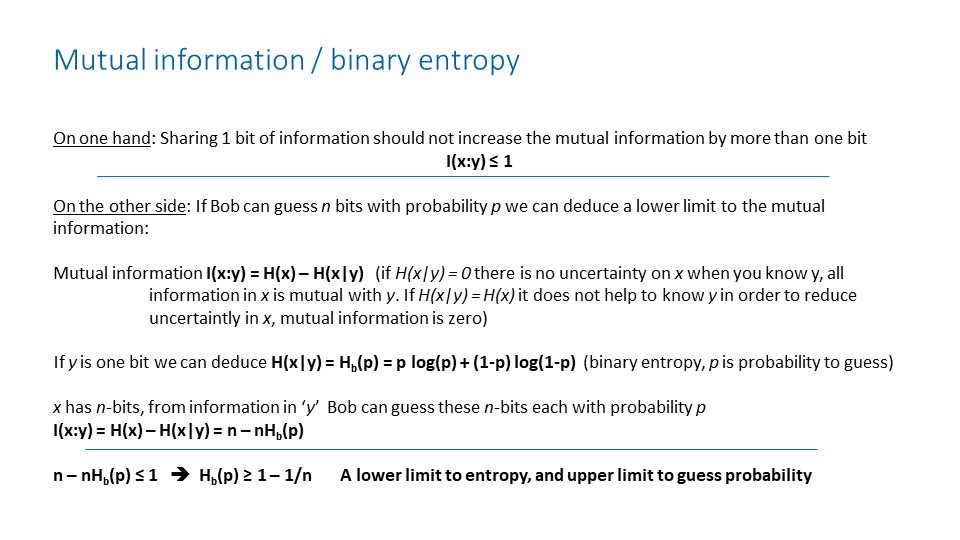 Mutual information / binary entropy
On one hand: Sharing 1 bit of information should not increase the mutual information by more than one bit
I(x:y) ≤ 1
On the other side: If Bob can guess n bits with probability p we can deduce a lower limit to the mutual
information:
Mutual information I(x:y) = H(x) – H(x|y) (if H(x|y) = 0 there is no uncertainty on x when you know y, all
information in x is mutual with y. If H(x|y) = H(x) it does not help to know y in order to reduce
uncertaintly in x, mutual information is zero)
If y is one bit we can deduce H(x|y) = Hb(p) = p log(p) + (1-p) log(1-p) (binary entropy, p is probability to guess)
x has n-bits, from information in ‘y’ Bob can guess these n-bits each with probability p
I(x:y) = H(x) – H(x|y) = n – nHb(p)
n – nHb(p) ≤ 1 ➔ Hb(p) ≥ 1 – 1/n A lower limit to entropy, and upper limit to guess probability